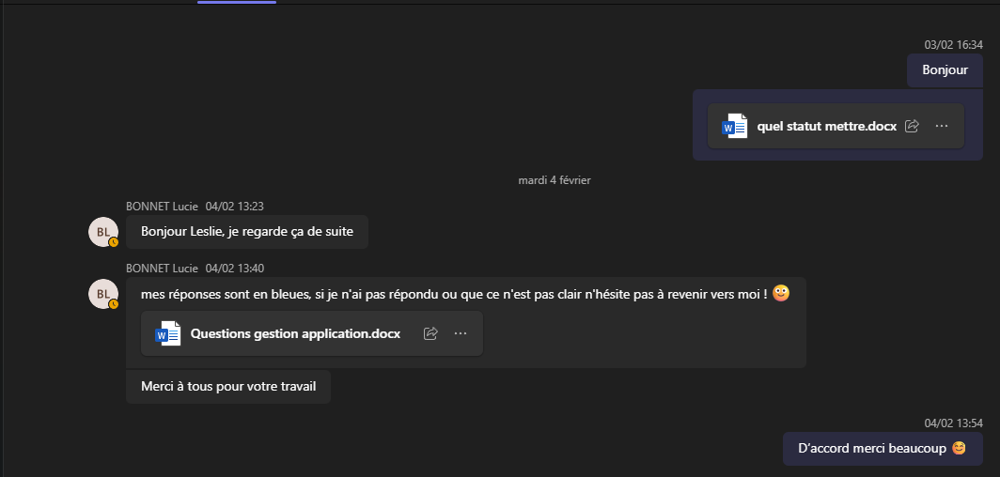 03/02 16:34
Bonjour
quel statut mettre.docx
mardi 4 février
BONNET Lucie 04/02 13:23
BL
Bonjour Leslie, je regarde ça de suite
BONNET Lucie 04/02 13:40
BL
mes réponses sont en bleues, si je n'ai pas répondu ou que ce n'est pas clair n'hésite pas à revenir vers moi !
Questions gestion application.docx
Merci à tous pour votre travail
04/02 13:54
D'accord merci beaucoup